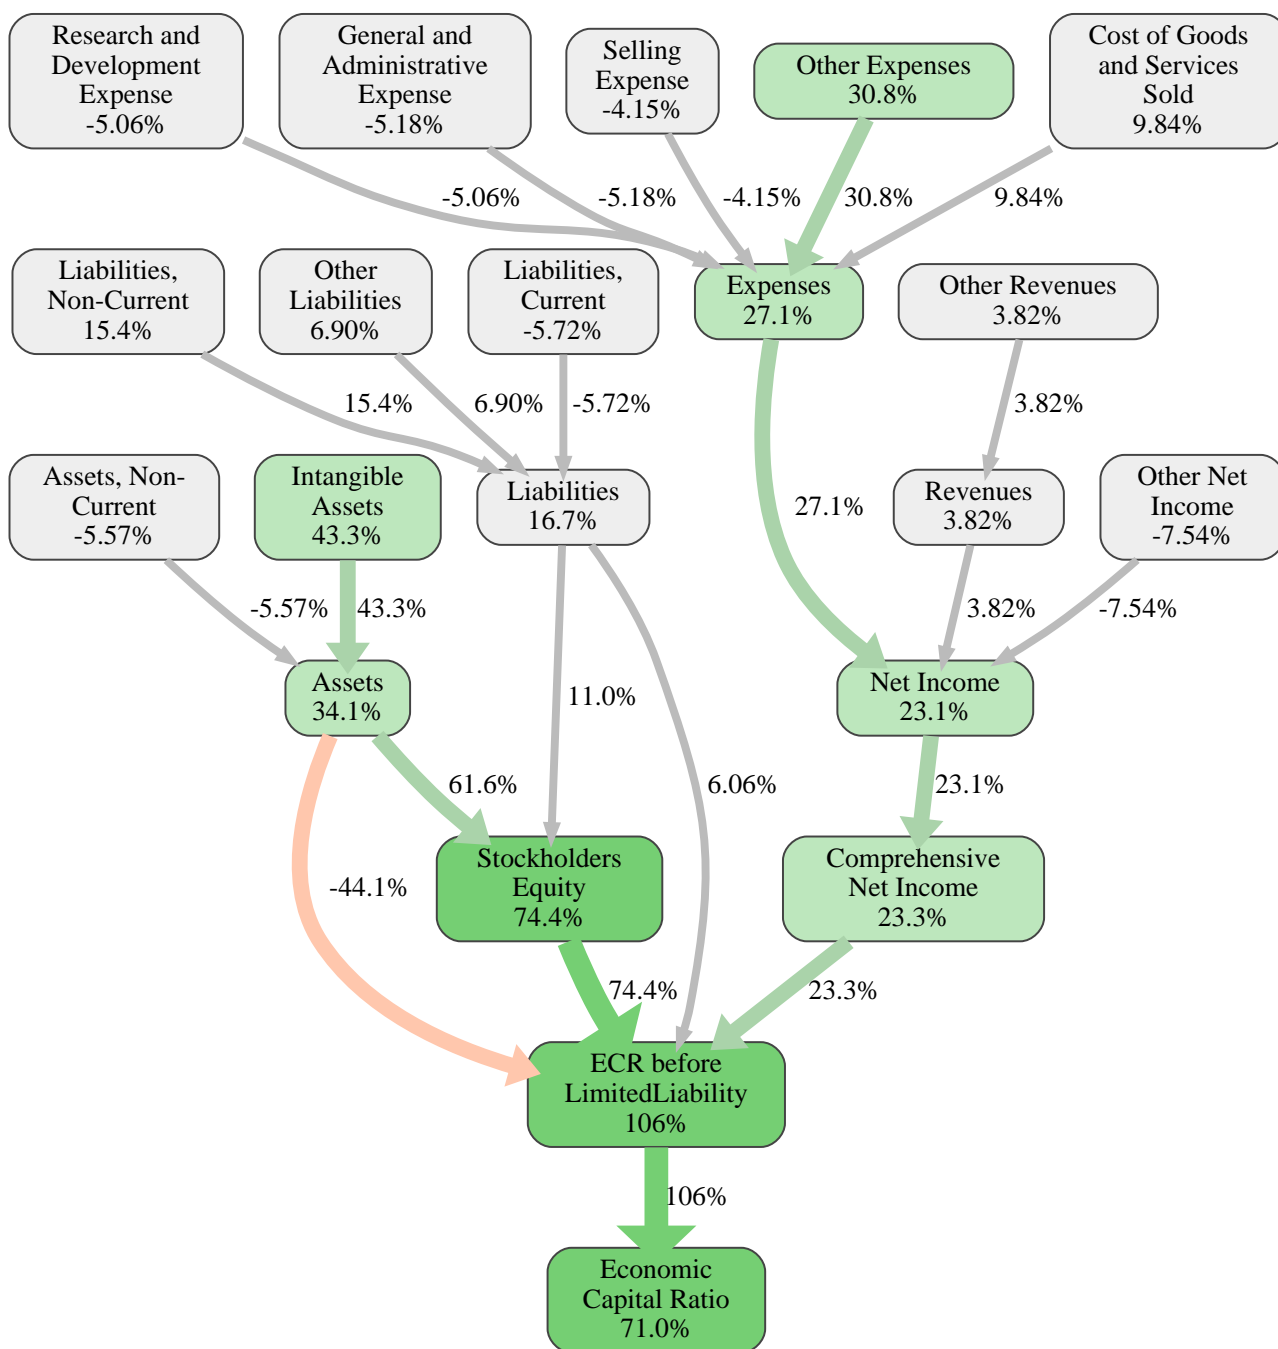 Research and
Development
Expense
-5.06%
General and
Administrative
Expense
-5.18%
Selling
Expense
-4.15%
Other Expenses
30.8%
Cost of Goods
and Services
Sold
9.84%
-5.06%
-5.18%
-4.15%
30.8%
9.84%
Liabilities,
Non-Current
15.4%
Other
Liabilities
6.90%
Liabilities,
Current
-5.72%
Expenses
27.1%
Other Revenues
3.82%
15.4%
6.90%
-5.72%
3.82%
Assets, Non-
Current
-5.57%
Intangible
Assets
43.3%
Liabilities
16.7%
27.1%
Revenues
3.82%
Other Net
Income
-7.54%
-5.57%
43.3%
3.82%
-7.54%
Assets
34.1%
11.0%
Net Income
23.1%
61.6%
6.06%
23.1%
-44.1%
Stockholders
Equity
74.4%
Comprehensive
Net Income
23.3%
74.4%
23.3%
ECR before
LimitedLiability
106%
106%
Economic
Capital Ratio
71.0%